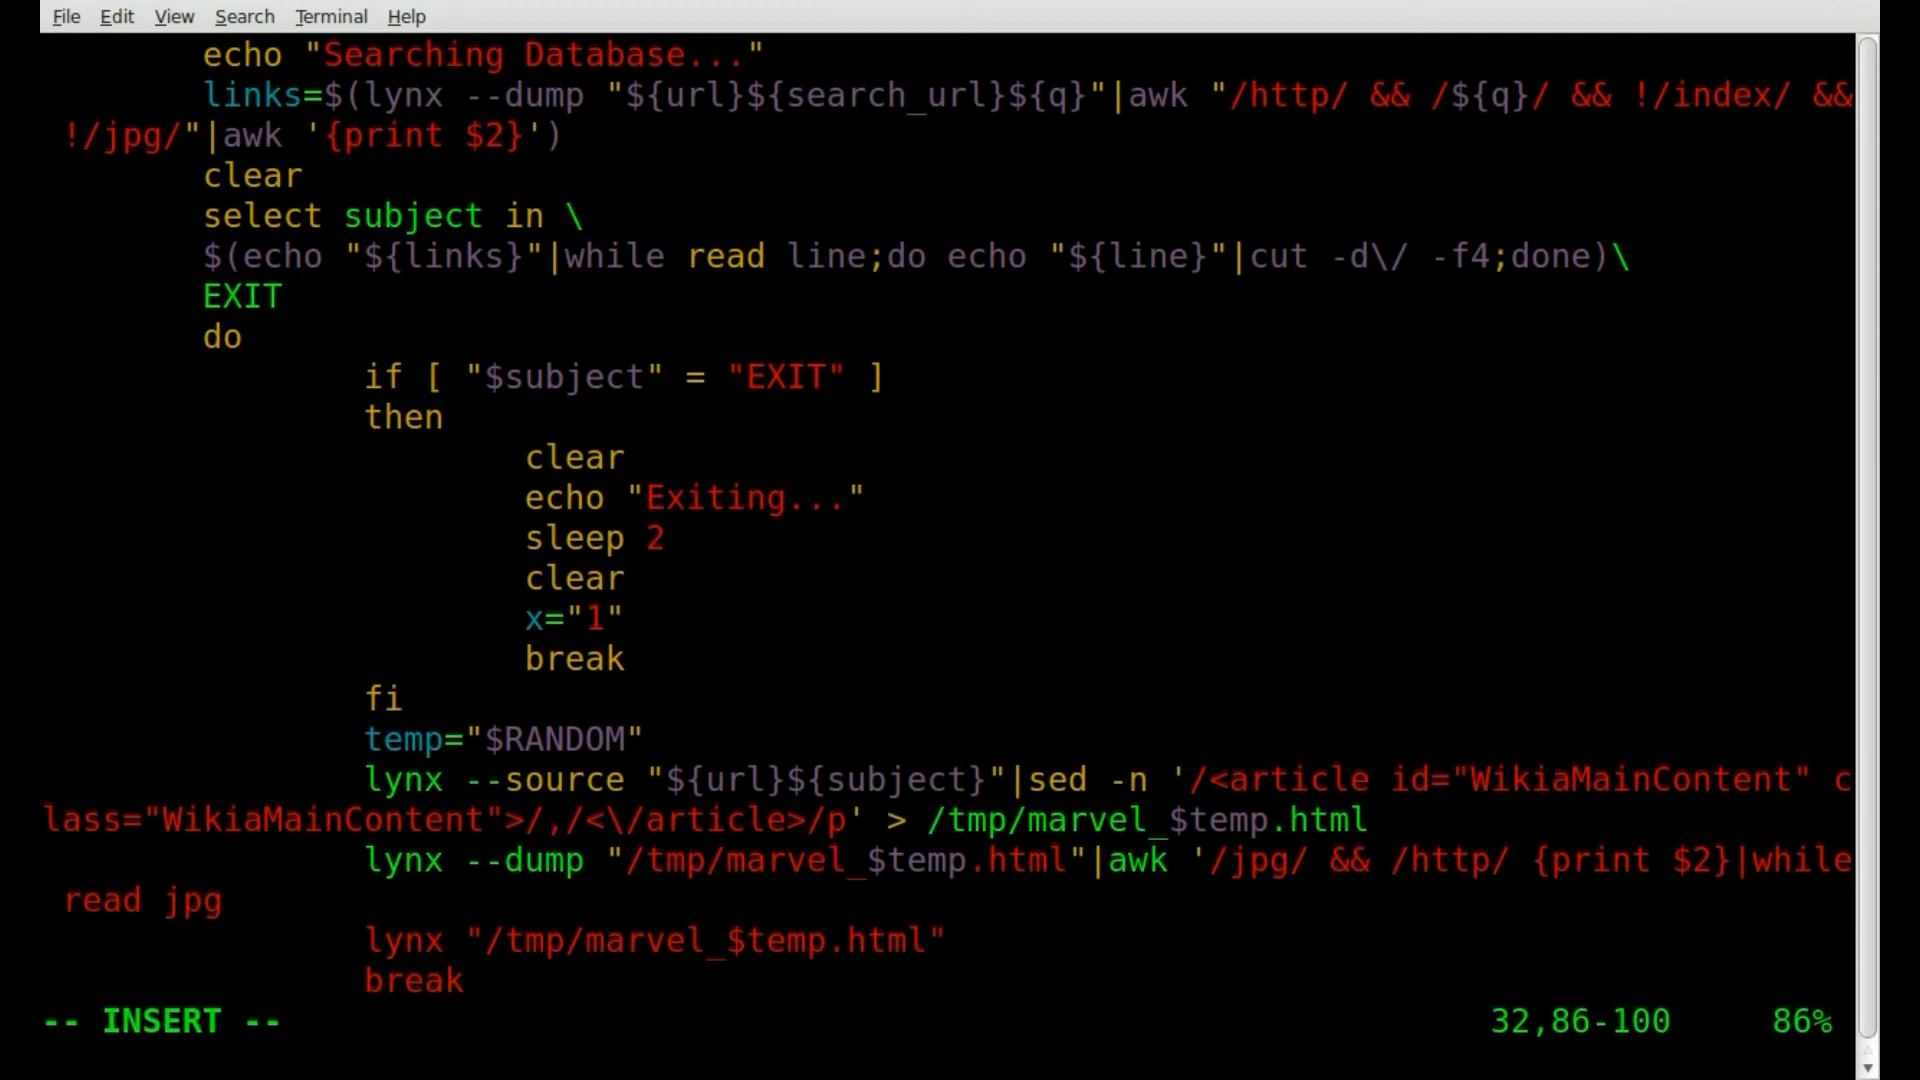 File Edit View Search Terminal Help
echo "Searching Database..."
links=$(lynx --dump "${url}${search_url}${q}"|awk "/http/ && /${q}/ && !/index/ &&
!/jpg/"|awk '{print $2}')
clear
select subject in \
$(echo "${links}"|while read line;do echo "${line}"|cut -d\/ -f4;done)\
EXIT
do
if [ "$subject" = "EXIT" ]
then
clear
echo "Exiting..."
sleep 2
clear
x="1"
break
fi
temp="$RANDOM"
lynx --source "${url}${subject}"|sed -n '/<article id="WikiaMainContent" c
lass="WikiaMainContent">/,/<\/article>/p' > /tmp/marvel_$temp.html
lynx --dump "/tmp/marvel_$temp.html"|awk '/jpg/ && /http/ {print $2}|while
read jpg
lynx "/tmp/marvel_$temp.html"
break
-- INSERT -- 32,86-100 86%